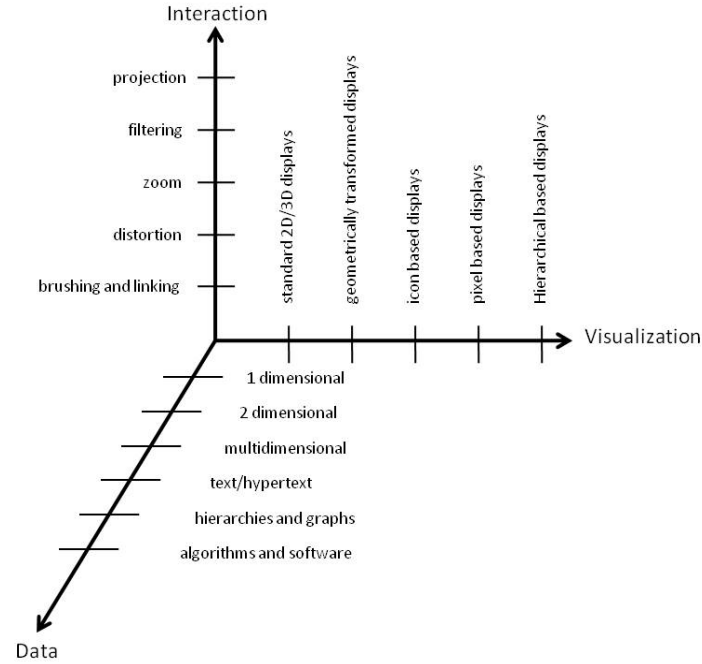 Interaction
projection
filtering
zoom
distortion
brushing and linking
standard 2D/3D displays
geometrically transformed displays
icon based displays
pixel based displays
Hierarchical based displays
Visualization
1 dimensional
2 dimensional
multidimensional
text/hypertext
hierarchies and graphs
algorithms and software
Data